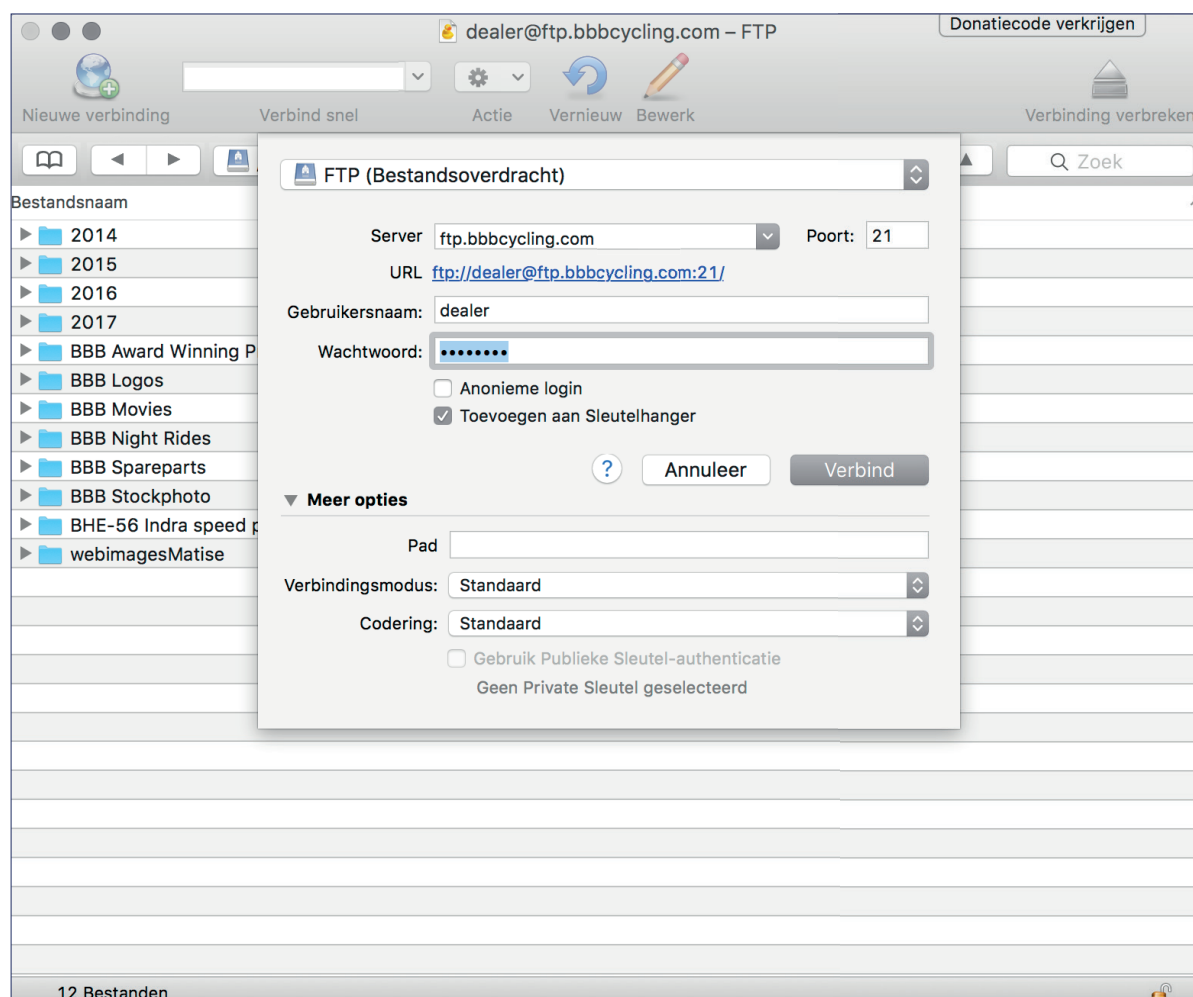 dealer@ftp.bbbcycling.com – FTP
Donatiecode verkrijgen
Nieuwe verbinding
Verbind snel
Actie
Vernieuw
Bewerk
Verbinding verbreken
Zoek
Bestandsnaam
2014
2015
2016
2017
BBB Award Winning P
BBB Logos
BBB Movies
BBB Night Rides
BBB Spareparts
BBB Stockphoto
BHE-56 Indra speed p
webimagesMatise
FTP (Bestandsoverdracht)
Server ftp.bbbcycling.com Poort: 21
URL ftp://dealer@ftp.bbbcycling.com:21/
Gebruikersnaam: dealer
Wachtwoord: ••••••••
Anonieme login
Toevoegen aan Sleutelhanger
? Annuleer Verbind
Meer opties
Pad
Verbindingsmodus: Standaard
Codering: Standaard
Gebruik Publieke Sleutel-authenticatie
Geen Private Sleutel geselecteerd
12 Bestanden